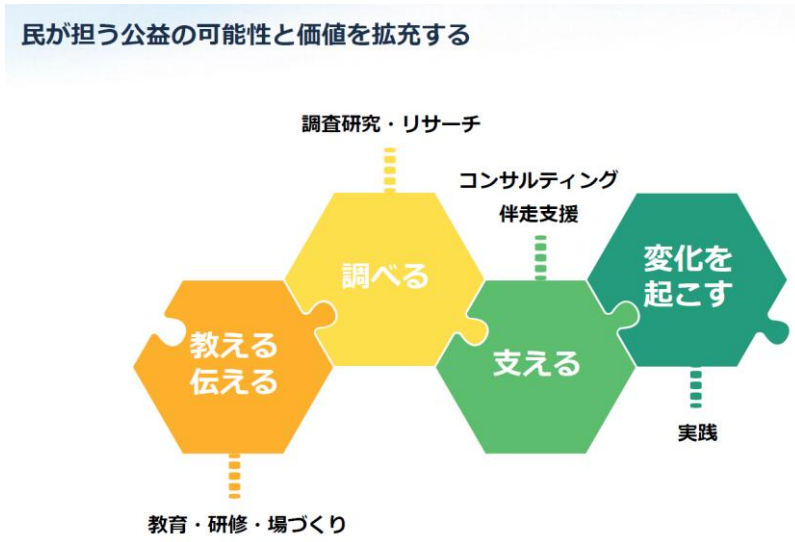 民が担う公益の可能性と価値を拡充する
調査研究・リサーチ
コンサルティング
伴走支援
変化を
起こす
調べる
教える
伝える
支える
実践
教育・研修・場づくり